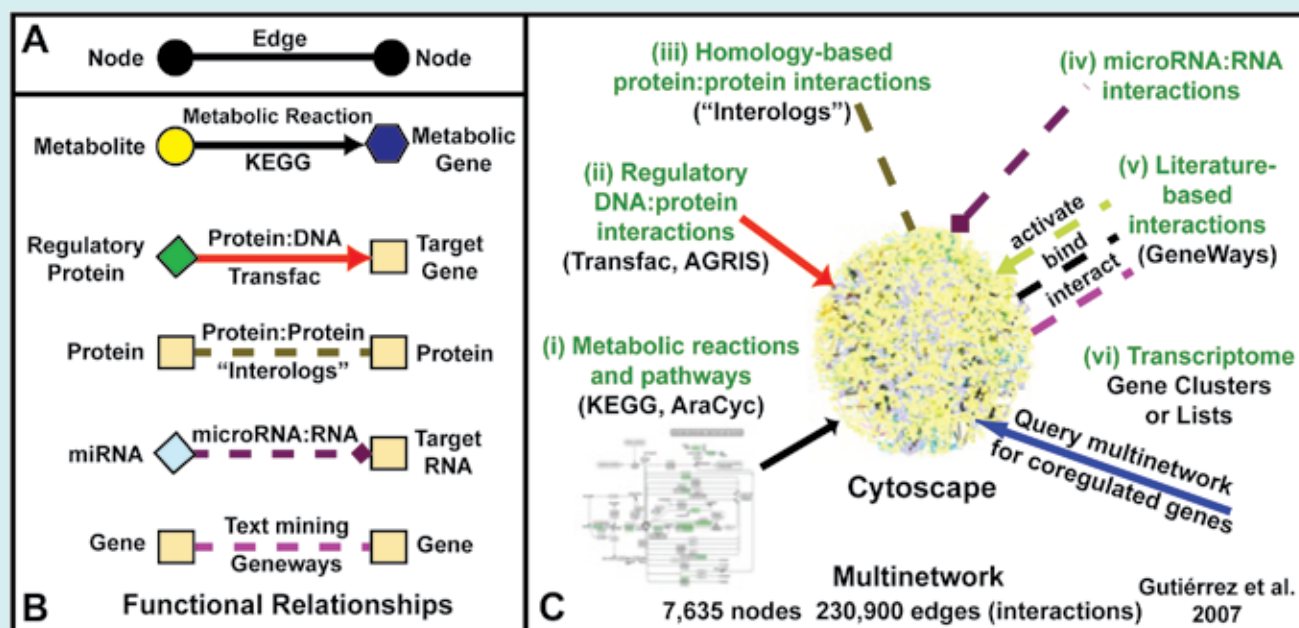 A
Edge
Node
Node
Metabolic Reaction
Metabolite
KEGG
Metabolic
Gene
Regulatory
Protein
Protein:DNA
Transfac
Target
Gene
Protein
Protein:Protein
“Interologs”
Protein
miRNA
microRNA:RNA
Target
RNA
Gene
Text mining
Geneways
Gene
B
Functional Relationships
(iii) Homology-based
protein:protein interactions
(“Interologs”)
(iv) microRNA:RNA
interactions
(ii) Regulatory
DNA:protein
interactions
(Transfac, AGRIS)
(v) Literature-
based
interactions
(GeneWays)
activate
bind
interact
(i) Metabolic reactions
and pathways
(KEGG, AraCyc)
(vi) Transcriptome
Gene Clusters
or Lists
Query multinetwork
for coregulated genes
Cytoscape
C
Multinetwork
7,635 nodes 230,900 edges (interactions)
Gutiérrez et al.
2007